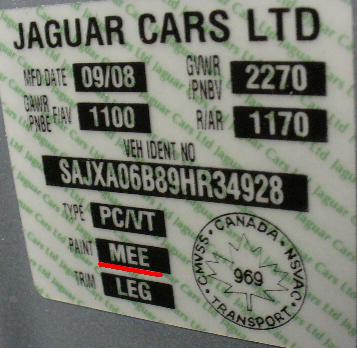 JAGUAR CARS LTD
MFD DATE 09/08 GVWR /PNBV 2270
GAWR /PNBE F/AV 1100 R/AR 1170
VEH IDENT NO
SAJXA06B89HR34928
TYPE PC/VT
PAINT MEE
TRIM LEG
CANADA
CMVSS NSVAC
969
TRANSPORT